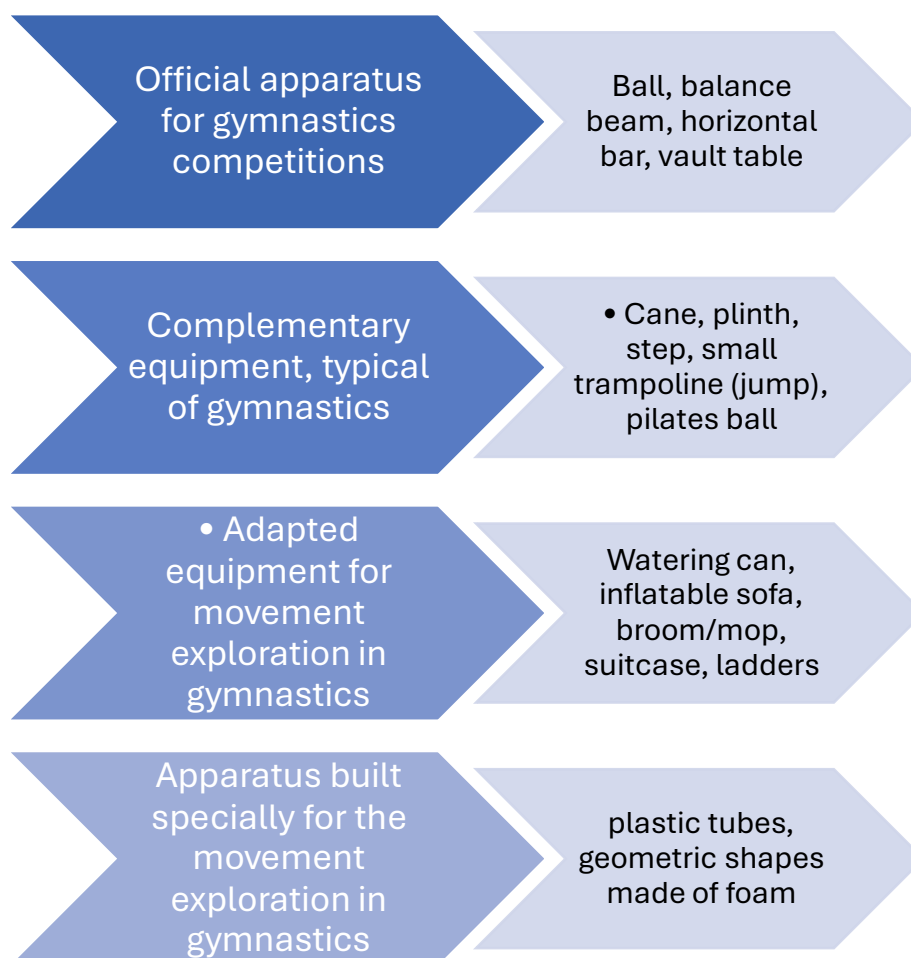 Official apparatus
for gymnastics
competitions
Ball, balance
beam, horizontal
bar, vault table
Complementary
equipment, typical
of gymnastics
• Cane, plinth,
step, small
trampoline (jump),
pilates ball
• Adapted
equipment for
movement
exploration in
gymnastics
Watering can,
inflatable sofa,
broom/mop,
suitcase, ladders
Apparatus built
specially for the
movement
exploration in
gymnastics
plastic tubes,
geometric shapes
made of foam